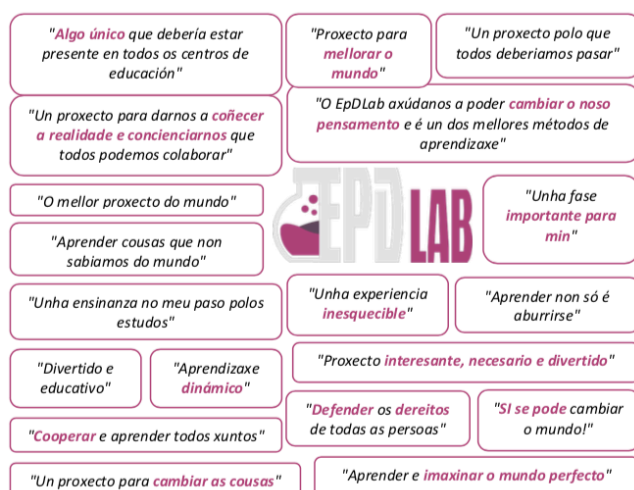 "Algo único que debería estar
presente en todos os centros de
educación"
"Proxecto para
mellorar o
mundo"
"Un proxecto polo que
todos deberiamos pasar"
"Un proxecto para darnos a coñecer
a realidade e concienciarnos que
todos podemos colaborar"
"O EpDLab axúdanos a poder cambiar o noso
pensamento e é un dos mellores métodos de
aprendizaxe"
"O mellor proxecto do mundo"
EPD LAB
"Unha fase
importante para
min"
"Aprender cousas que non
sabiamos do mundo"
"Unha ensinanza no meu paso polos
estudos"
"Unha experiencia
inesquecible"
"Aprender non só é
aburrirse"
"Divertido e
educativo"
"Aprendizaxe
dinámico"
"Proxecto interesante, necesario e divertido"
"Defender os dereitos
de todas as persoas"
"SI se pode cambiar
o mundo!"
"Cooperar e aprender todos xuntos"
"Un proxecto para cambiar as cousas"
"Aprender e imaxinar o mundo perfecto"